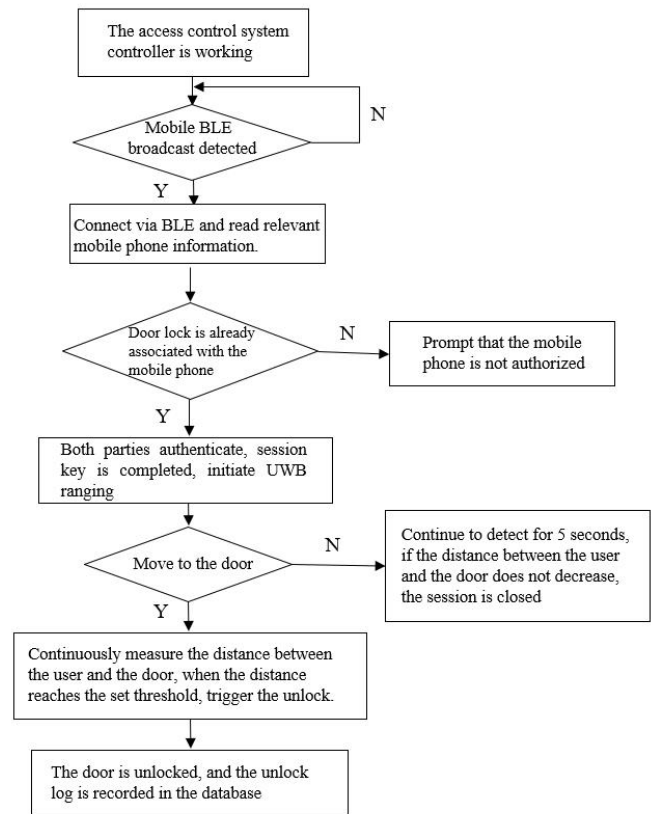 The access control system
controller is working
N
Mobile BLE
broadcast detected
Y
Connect via BLE and read relevant
mobile phone information.
Door lock is already
associated with the
mobile phone
N
Prompt that the mobile
phone is not authorized
Y
Both parties authenticate, session
key is completed, initiate UWB
ranging
Move to the door
N
Continue to detect for 5 seconds,
if the distance between the user
and the door does not decrease,
the session is closed
Y
Continuously measure the distance between
the user and the door, when the distance
reaches the set threshold, trigger the unlock.
The door is unlocked, and the unlock
log is recorded in the database